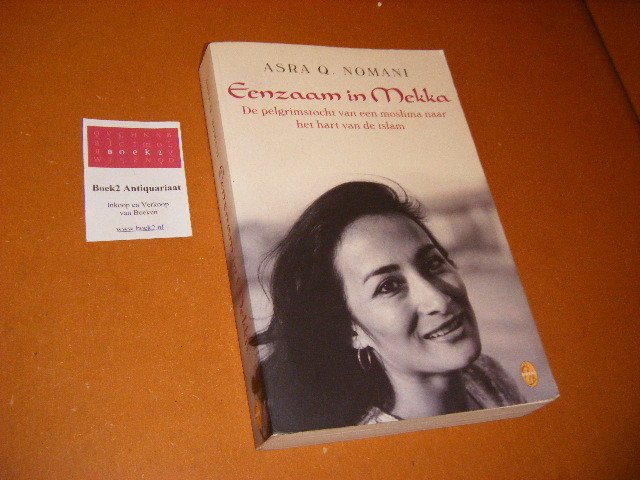 ASRA Q. NOMANI
Eenzaam in Mekka
De pelgrimstocht van een moslima naar
het hart van de islam
BOEK2
Boek2 Antiquariaat
Inkoop en Verkoop
van Boeken
www.boek2.nl